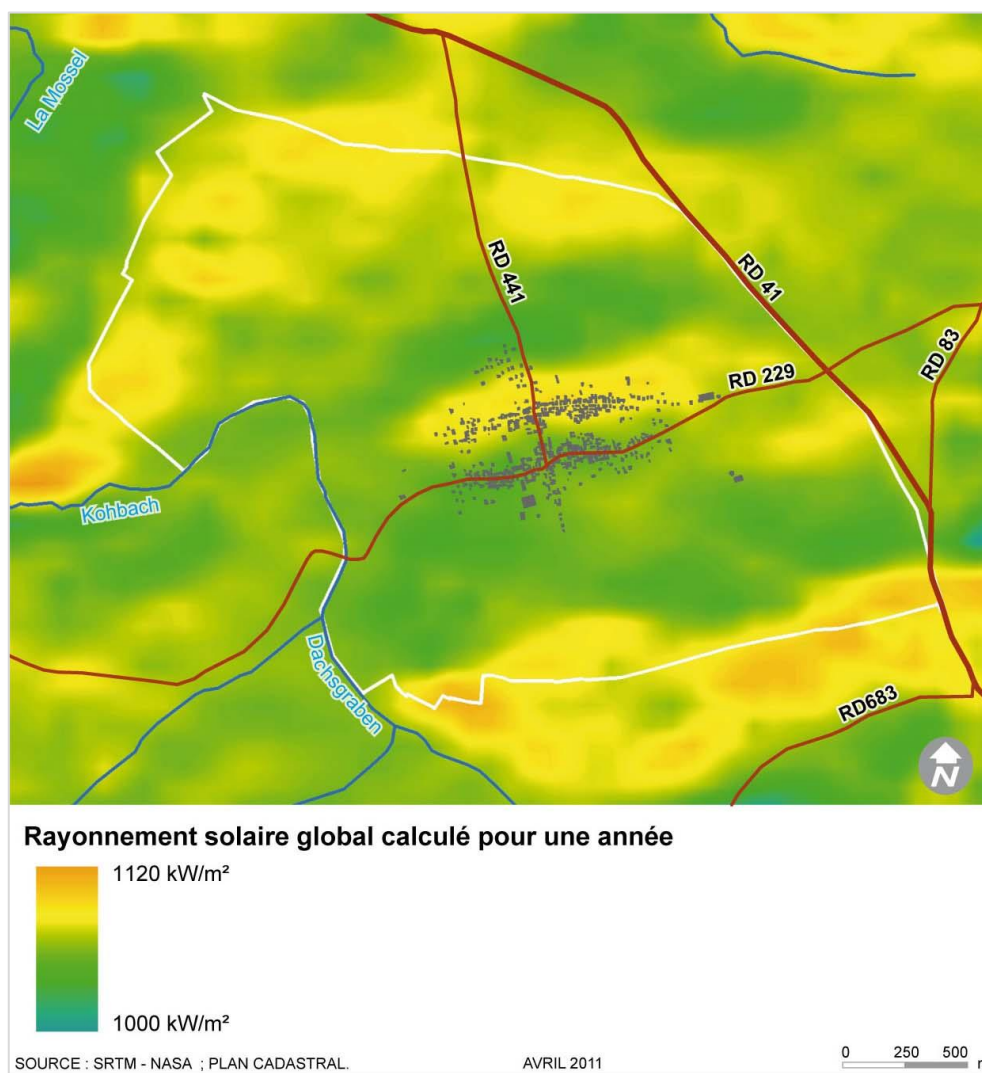 La Mossel
RD 441
RD 41
RD 83
RD 229
Kohbach
Dachsgraben
RD683
N
Rayonnement solaire global calculé pour une année
1120 kW/m²
1000 kW/m²
SOURCE : SRTM - NASA ; PLAN CADASTRAL. AVRIL 2011
0 250 500